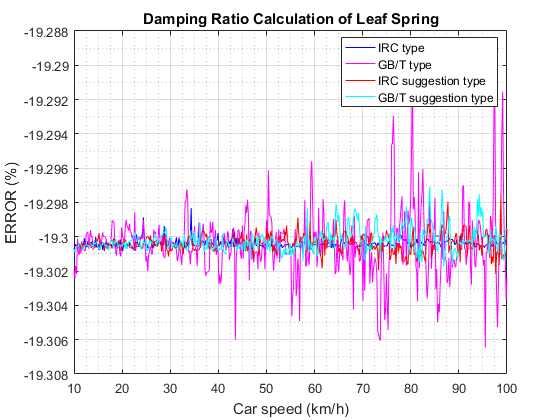 Damping Ratio Calculation of Leaf Spring
-19.288
-19.29
-19.292
-19.294
-19.296
-19.298
-19.3
-19.302
-19.304
-19.306
-19.308
ERROR (%)
IRC type
GB/T type
IRC suggestion type
GB/T suggestion type
10 20 30 40 50 60 70 80 90 100
Car speed (km/h)